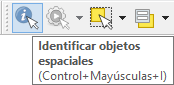 Identificar objetos
espaciales
(Control+Mayúsculas+I)